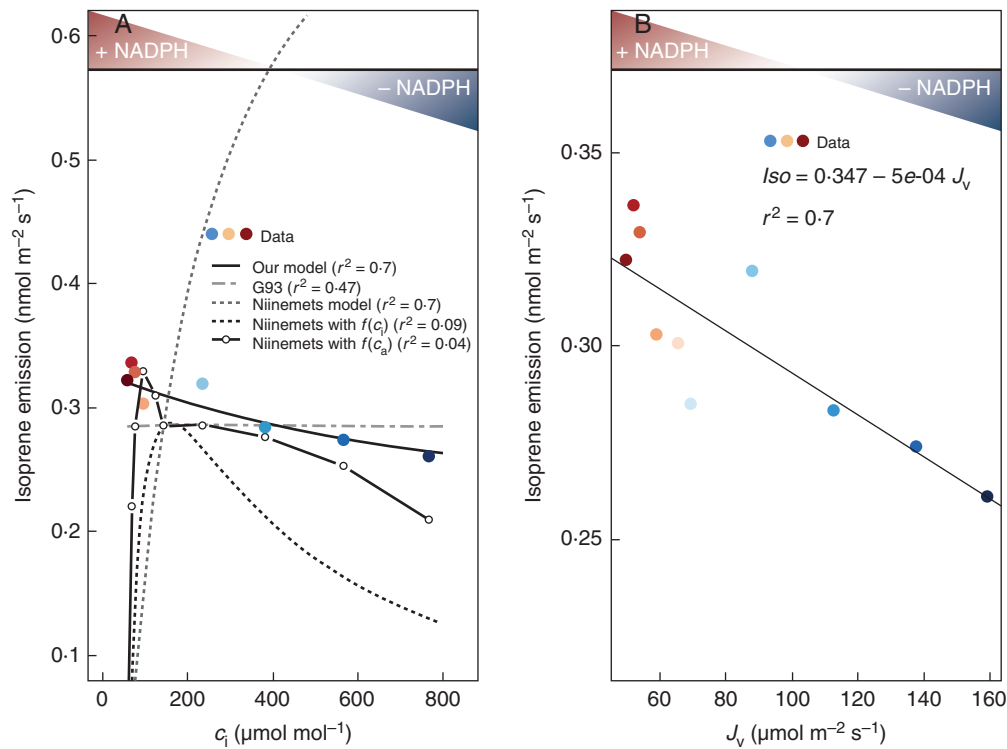 A
+ NADPH
– NADPH
0·6
0·5
0·4
0·3
0·2
0·1
Isoprene emission (nmol m⁻² s⁻¹)
Data
Our model (r² = 0·7)
G93 (r² = 0·47)
Niinemets model (r² = 0·7)
Niinemets with f(cᵢ) (r² = 0·09)
Niinemets with f(cₐ) (r² = 0·04)
0 200 400 600 800
cᵢ (μmol mol⁻¹)
B
+ NADPH
– NADPH
0·35
0·30
0·25
Isoprene emission (nmol m⁻² s⁻¹)
Data
Iso = 0·347 – 5e-04 Jᵥ
r² = 0·7
60 80 100 120 140 160
Jᵥ (μmol m⁻² s⁻¹)